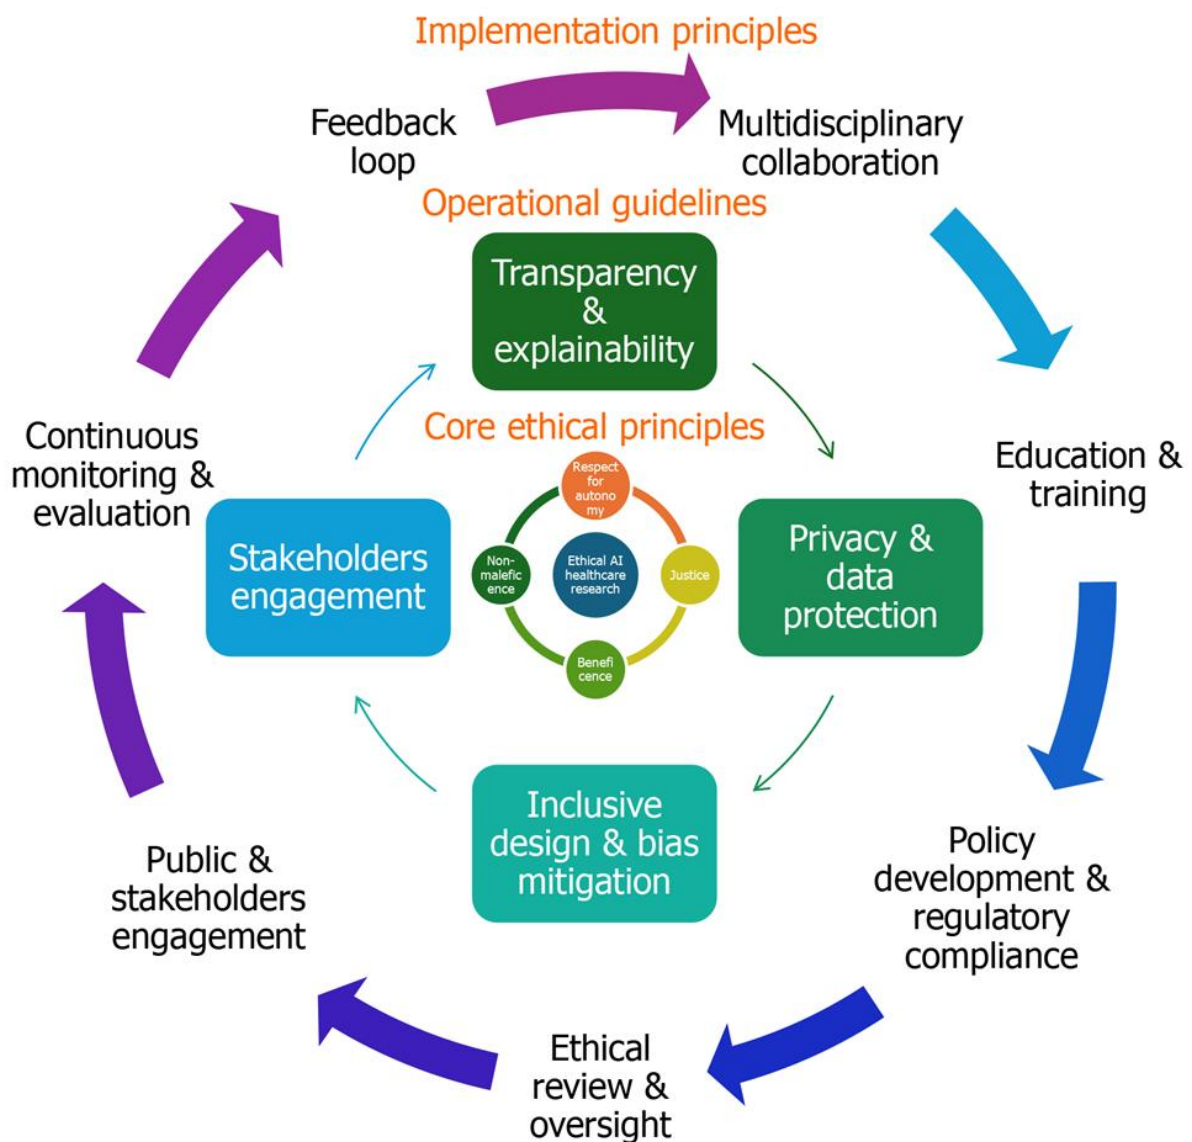 Implementation principles
Feedback
loop
Multidisciplinary
collaboration
Operational guidelines
Transparency
&
explainability
Core ethical principles
Continuous
monitoring &
evaluation
Education &
training
Stakeholders
engagement
Respect
for
autono
my
Non-
malefic
ence
Ethical AI
healthcare
research
Justice
Benefi
cence
Privacy &
data
protection
Inclusive
design & bias
mitigation
Public &
stakeholders
engagement
Policy
development &
regulatory
compliance
Ethical
review &
oversight